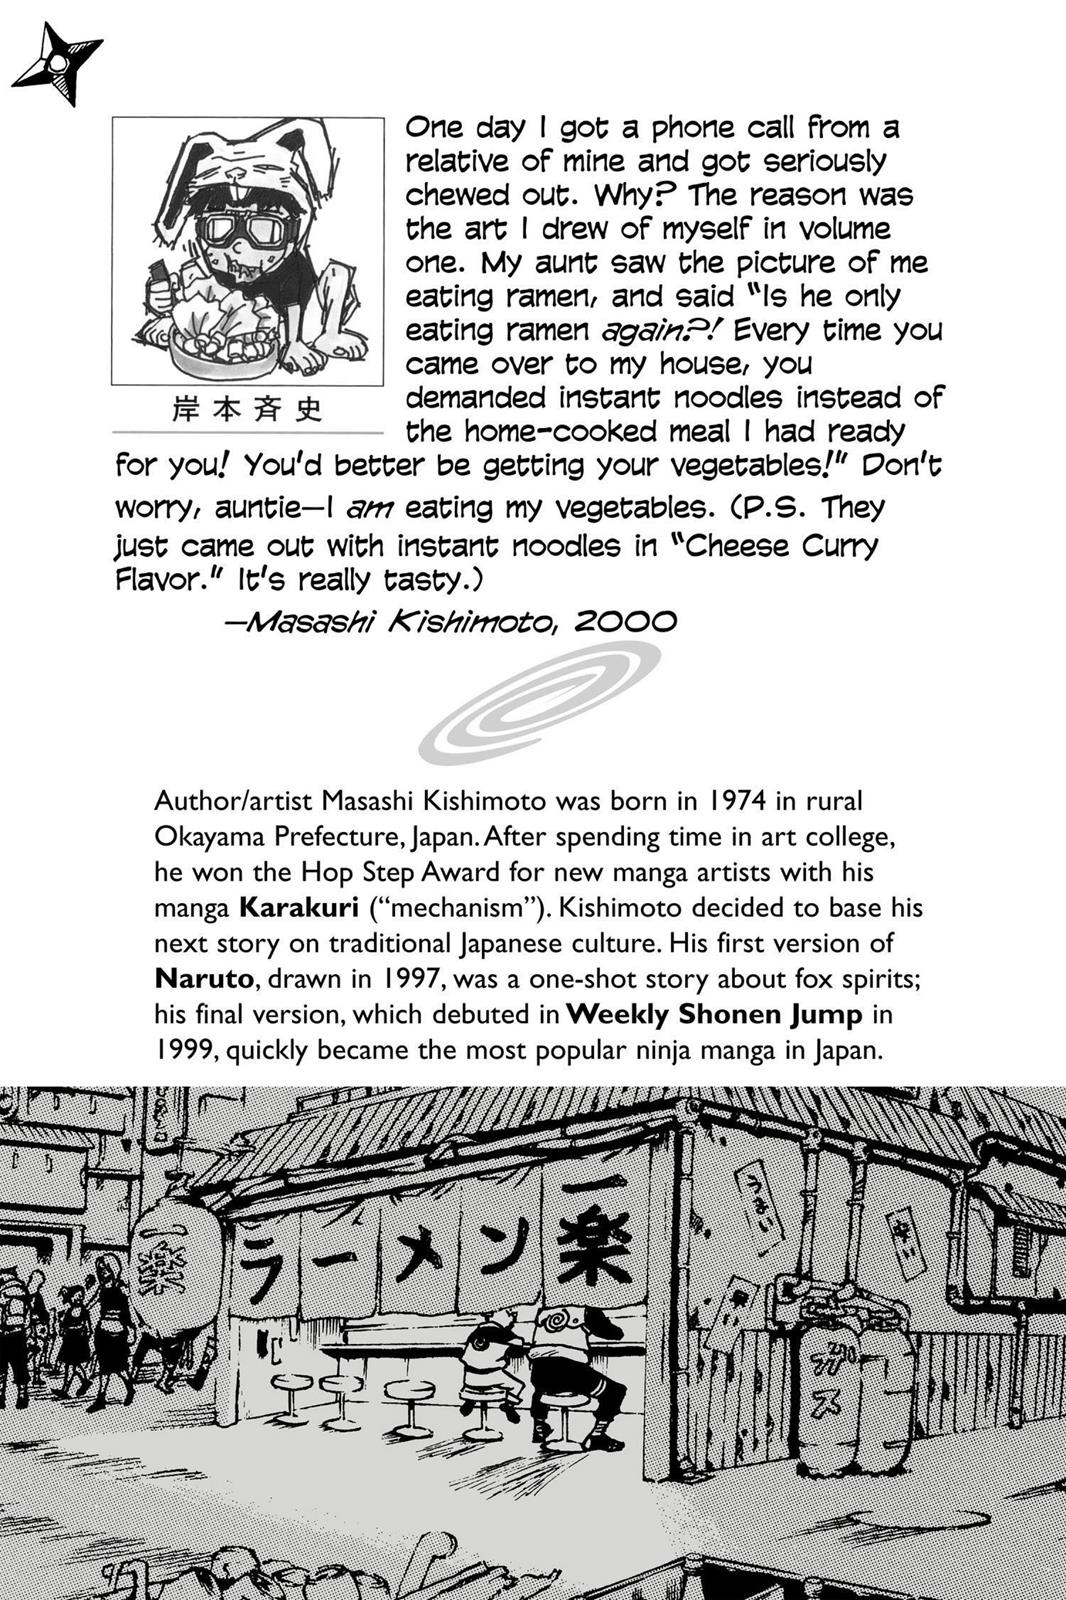 One day I got a phone call from a
relative of mine and got seriously
chewed out. Why? The reason was
the art I drew of myself in volume
one. My aunt saw the picture of me
eating ramen, and said "Is he only
eating ramen again?! Every time you
came over to my house, you
demanded instant noodles instead of
the home-cooked meal I had ready
for you! You'd better be getting your vegetables!" Don't
worry, auntie—I am eating my vegetables. (P.S. They
just came out with instant noodles in "Cheese Curry
Flavor." It's really tasty.)
—Masashi Kishimoto, 2000
岸本斉史
Author/artist Masashi Kishimoto was born in 1974 in rural
Okayama Prefecture, Japan. After spending time in art college,
he won the Hop Step Award for new manga artists with his
manga Karakuri (“mechanism”). Kishimoto decided to base his
next story on traditional Japanese culture. His first version of
Naruto, drawn in 1997, was a one-shot story about fox spirits;
his final version, which debuted in Weekly Shonen Jump in
1999, quickly became the most popular ninja manga in Japan.
一楽
ラーメン
一楽
うまい
安い
ガス